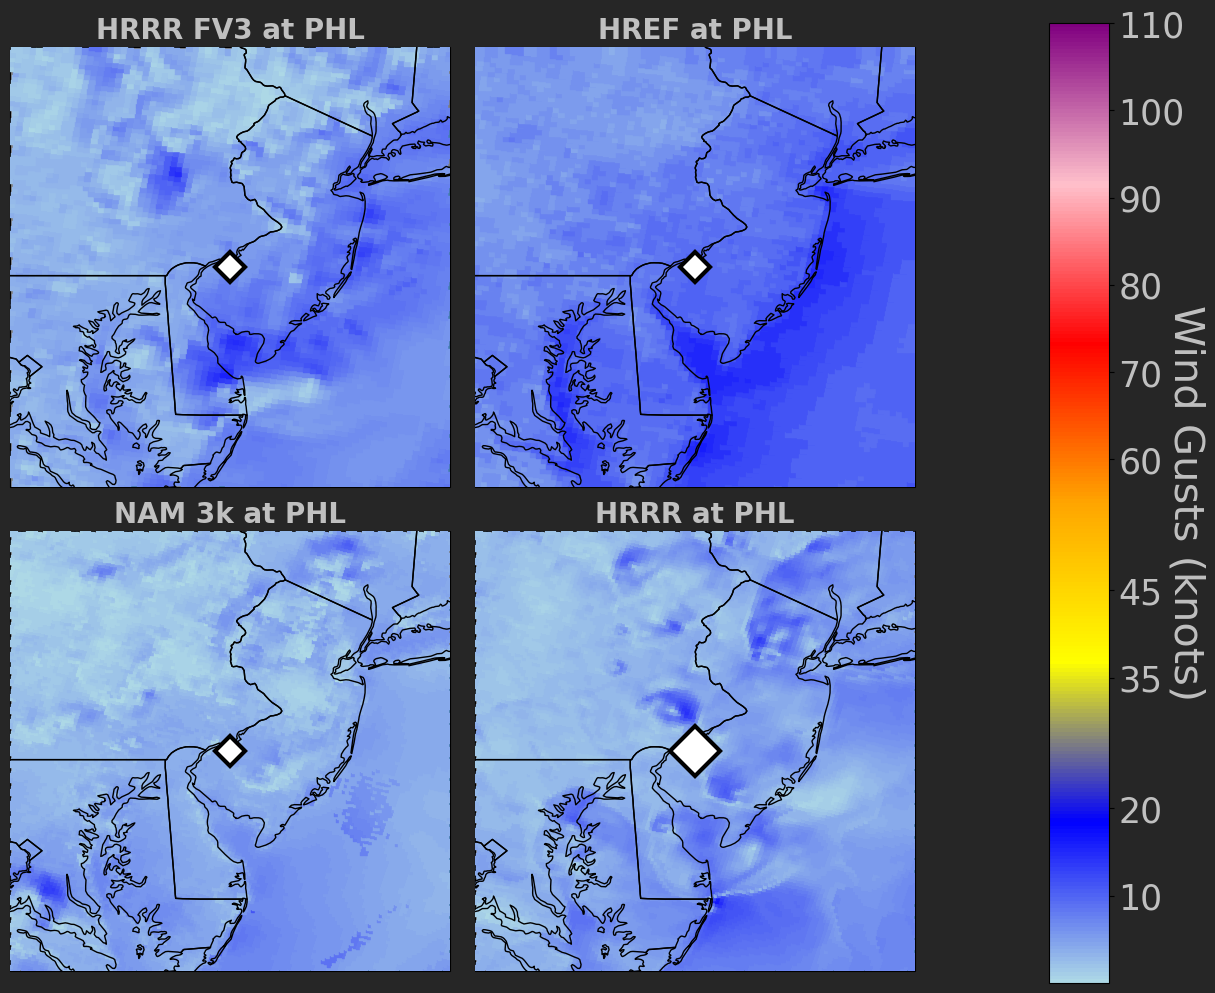 HRRR FV3 at PHL
HREF at PHL
NAM 3k at PHL
HRRR at PHL
110
100
90
80
70
60
45
35
20
10
Wind Gusts (knots)